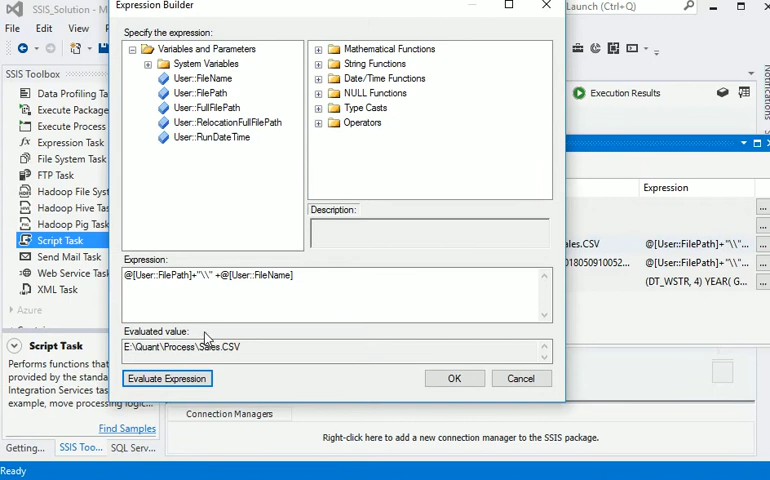 Expression Builder
SSIS_Solution - M
Launch (Ctrl+Q)
File Edit View
SSIS Toolbox
Data Profiling Ta
Execute Package
Execute Process
Expression Task
File System Task
FTP Task
Hadoop File Syst
Hadoop Hive Tas
Hadoop Pig Task
Script Task
Send Mail Task
Web Service Task
XML Task
Azure
Script Task
Performs functions that
provided by the standa
Integration Services tas
example, move processing logic...
Find Samples
Getting... SSIS Too... SQL Serv...
Ready
Specify the expression:
Variables and Parameters
System Variables
User::FileName
User::FilePath
User::FullFilePath
User::RelocationFullFilePath
User::RunDateTime
Mathematical Functions
String Functions
Date/Time Functions
NULL Functions
Type Casts
Operators
Description:
Expression:
@[User::FilePath]+"\\" +@[User::FileName]
Evaluated value:
E:\Quant\Process\Sales.CSV
Evaluate Expression OK Cancel
Execution Results
Notifications
Expression
ales.CSV @[User::FilePath]+"\\"... ...
018050910052... @[User::FilePath]+"\\"... ...
(DT_WSTR, 4) YEAR( G... ...
Connection Managers
Right-click here to add a new connection manager to the SSIS package.